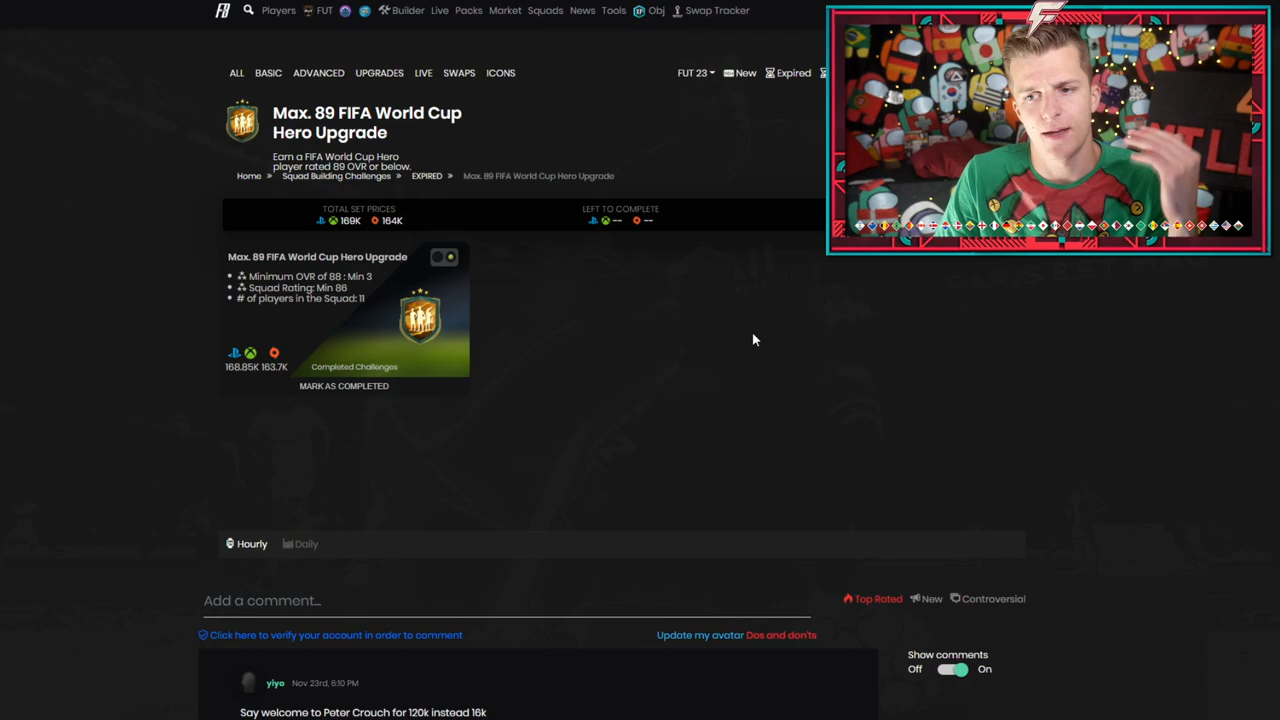 FB Players FUT Builder Live Packs Market Squads News Tools Obj Swap Tracker
ALL BASIC ADVANCED UPGRADES LIVE SWAPS ICONS
FUT 23 New Expired
Max. 89 FIFA World Cup
Hero Upgrade
Earn a FIFA World Cup Hero
player rated 89 OVR or below.
Home » Squad Building Challenges » EXPIRED » Max. 89 FIFA World Cup Hero Upgrade
TOTAL SET PRICES
169K 164K
LEFT TO COMPLETE
-- --
Max. 89 FIFA World Cup Hero Upgrade
Minimum OVR of 88 : Min 3
Squad Rating: Min 86
# of players in the Squad: 11
168.85K 163.7K
Completed Challenges
MARK AS COMPLETED
Hourly Daily
Add a comment...
Top Rated New Controversial
Click here to verify your account in order to comment
Update my avatar Dos and don'ts
Show comments
Off On
yiyo Nov 23rd, 6:10 PM
Say welcome to Peter Crouch for 120k instead 16k